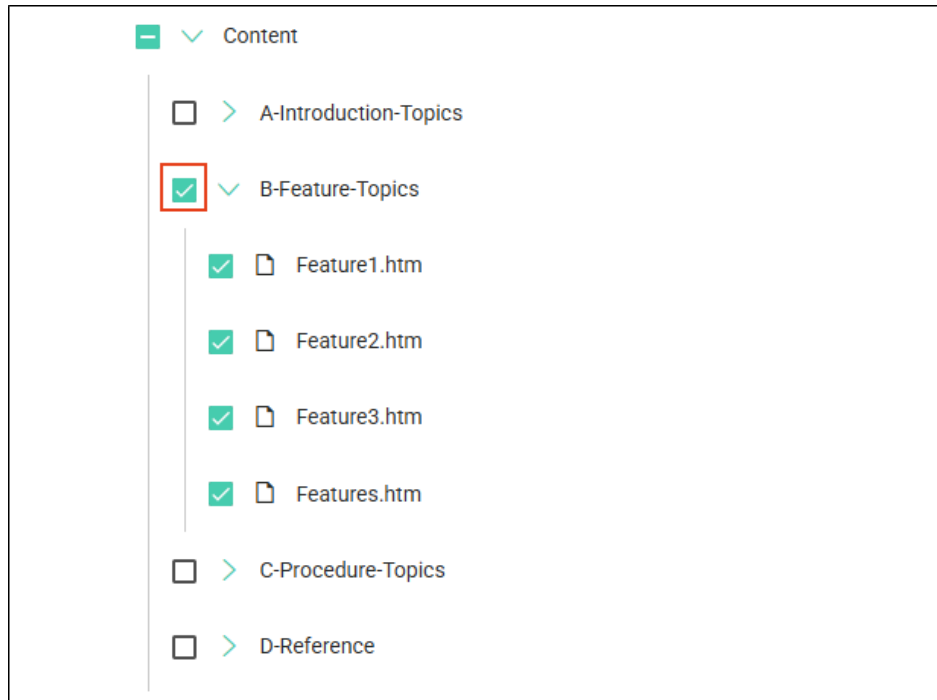 Content
A-Introduction-Topics
B-Feature-Topics
Feature1.htm
Feature2.htm
Feature3.htm
Features.htm
C-Procedure-Topics
D-Reference